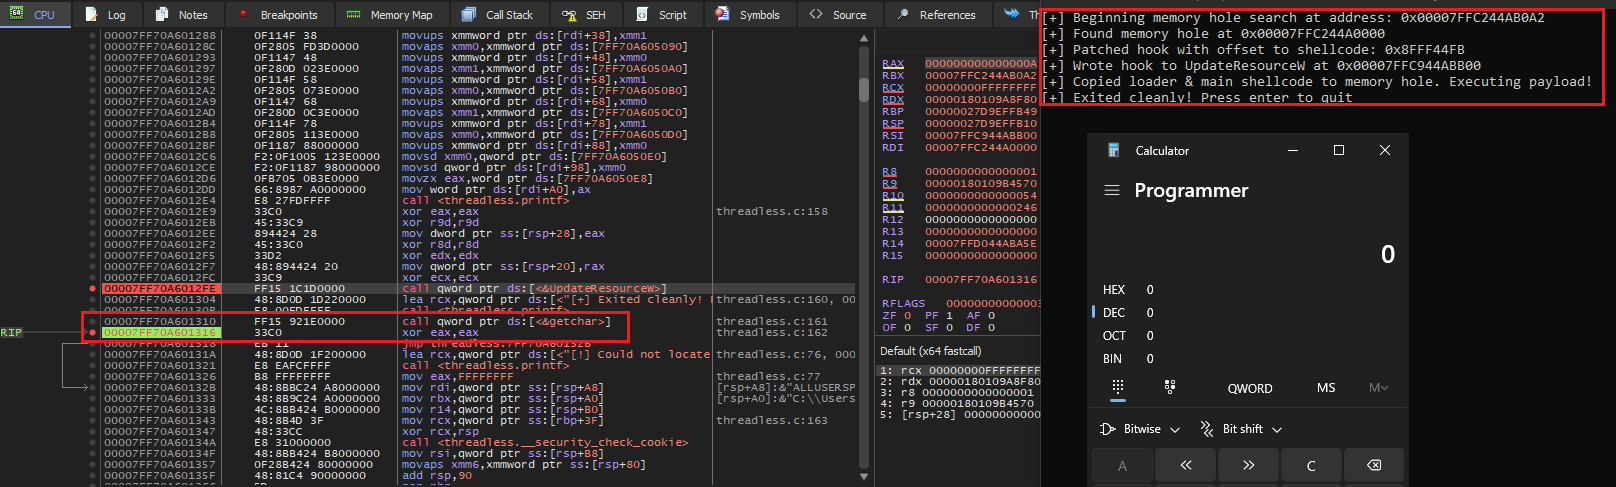 CPU Log Notes Breakpoints Memory Map Call Stack SEH Script Symbols Source References
00007FF70A601288 0F114F 38 movups xmmword ptr ds:[rdi+38],xmm1
00007FF70A60128C 0F2805 FD3D0000 movaps xmm0,xmmword ptr ds:[7FF70A605090]
00007FF70A601293 0F1147 48 movups xmmword ptr ds:[rdi+48],xmm0
00007FF70A601297 0F280D 023E0000 movaps xmm1,xmmword ptr ds:[7FF70A6050A0]
00007FF70A60129E 0F114F 58 movups xmmword ptr ds:[rdi+58],xmm1
00007FF70A6012A2 0F2805 073E0000 movaps xmm0,xmmword ptr ds:[7FF70A6050B0]
00007FF70A6012A9 0F1147 68 movups xmmword ptr ds:[rdi+68],xmm0
00007FF70A6012AD 0F280D 0C3E0000 movaps xmm1,xmmword ptr ds:[7FF70A6050C0]
00007FF70A6012B4 0F114F 78 movups xmmword ptr ds:[rdi+78],xmm1
00007FF70A6012B8 0F2805 113E0000 movaps xmm0,xmmword ptr ds:[7FF70A6050D0]
00007FF70A6012BF 0F1187 88000000 movups xmmword ptr ds:[rdi+88],xmm0
00007FF70A6012C6 F2:0F1005 123E0000 movsd xmm0,qword ptr ds:[7FF70A6050E0]
00007FF70A6012CE F2:0F1187 98000000 movsd qword ptr ds:[rdi+98],xmm0
00007FF70A6012D6 0FB705 0B3E0000 movzx eax,word ptr ds:[7FF70A6050E8]
00007FF70A6012DD 66:8987 A0000000 mov word ptr ds:[rdi+A0],ax
00007FF70A6012E4 E8 27FDFFFF call <threadless.printf>
00007FF70A6012E9 33C0 xor eax,eax threadless.c:158
00007FF70A6012EB 45:33C9 xor r9d,r9d
00007FF70A6012EE 894424 28 mov dword ptr ss:[rsp+28],eax
00007FF70A6012F2 45:33C0 xor r8d,r8d
00007FF70A6012F5 33D2 xor edx,edx
00007FF70A6012F7 48:894424 20 mov qword ptr ss:[rsp+20],rax
00007FF70A6012FC 33C9 xor ecx,ecx
00007FF70A6012FE FF15 1C1D0000 call qword ptr ds:[<&UpdateResourceW>]
00007FF70A601304 48:8D0D 1D220000 lea rcx,qword ptr ds:[<"[+] Exited cleanly! threadless.c:160, 00
00007FF70A601310 FF15 921E0000 call qword ptr ds:[<&getchar>] threadless.c:161
RIP 00007FF70A601316 33C0 xor eax,eax threadless.c:162
00007FF70A601318 EB 11 jmp threadless.7FF70A60132B
00007FF70A60131A 48:8D0D 1F200000 lea rcx,qword ptr ds:[<"[!] Could not locate threadless.c:76, 000
00007FF70A601321 E8 EAFCFFFF call <threadless.printf>
00007FF70A601326 B8 FFFFFFFF mov eax,FFFFFFFF threadless.c:77
00007FF70A60132B 48:8BBC24 A8000000 mov rdi,qword ptr ss:[rsp+A8] [rsp+A8]:&"ALLUSERSP
00007FF70A601333 48:8B9C24 A0000000 mov rbx,qword ptr ss:[rsp+A0] [rsp+A0]:&"C:\\Users
00007FF70A60133B 4C:8BB424 B0000000 mov r14,qword ptr ss:[rsp+B0]
00007FF70A601343 48:8B4D 3F mov rcx,qword ptr ss:[rbp+3F] threadless.c:163
00007FF70A601347 48:33CC xor rcx,rsp
00007FF70A60134A E8 31000000 call <threadless.__security_check_cookie>
00007FF70A60134F 48:8BB424 B8000000 mov rsi,qword ptr ss:[rsp+B8]
00007FF70A601357 0F28B424 80000000 movaps xmm6,xmmword ptr ss:[rsp+80]
00007FF70A60135F 48:81C4 90000000 add rsp,90
RAX 000000000000000A
RBX 00007FFC244AB0A2
RCX 00000000FFFFFFFF
RDX 00000180109A8F80
RBP 00000027D9EFFB49
RSP 00000027D9EFFB10
RSI 00007FFC944ABB00
RDI 00007FFC244A0000
R8 0000000000000001
R9 00000180109B4570
R10 0000000000000054
R11 0000000000000246
R12 0000000000000000
R13 0000000000000000
R14 00007FFD044ABA5E
R15 0000000000000000
RIP 00007FF70A601316
RFLAGS 000000000000003
ZF 0 PF 1 AF 0
OF 0 SF 0 DF 0
Default (x64 fastcall)
1: rcx 00000000FFFFFFFF
2: rdx 00000180109A8F80
3: r8 0000000000000001
4: r9 00000180109B4570
5: [rsp+28] 00000000000
[+] Beginning memory hole search at address: 0x00007FFC244AB0A2
[+] Found memory hole at 0x00007FFC244A0000
[+] Patched hook with offset to shellcode: 0x8FFF44FB
[+] Wrote hook to UpdateResourceW at 0x00007FFC944ABB00
[+] Copied loader & main shellcode to memory hole. Executing payload!
[+] Exited cleanly! Press enter to quit
Calculator
Programmer
0
HEX 0
DEC 0
OCT 0
BIN 0
QWORD MS M
Bitwise Bit shift
A « » C